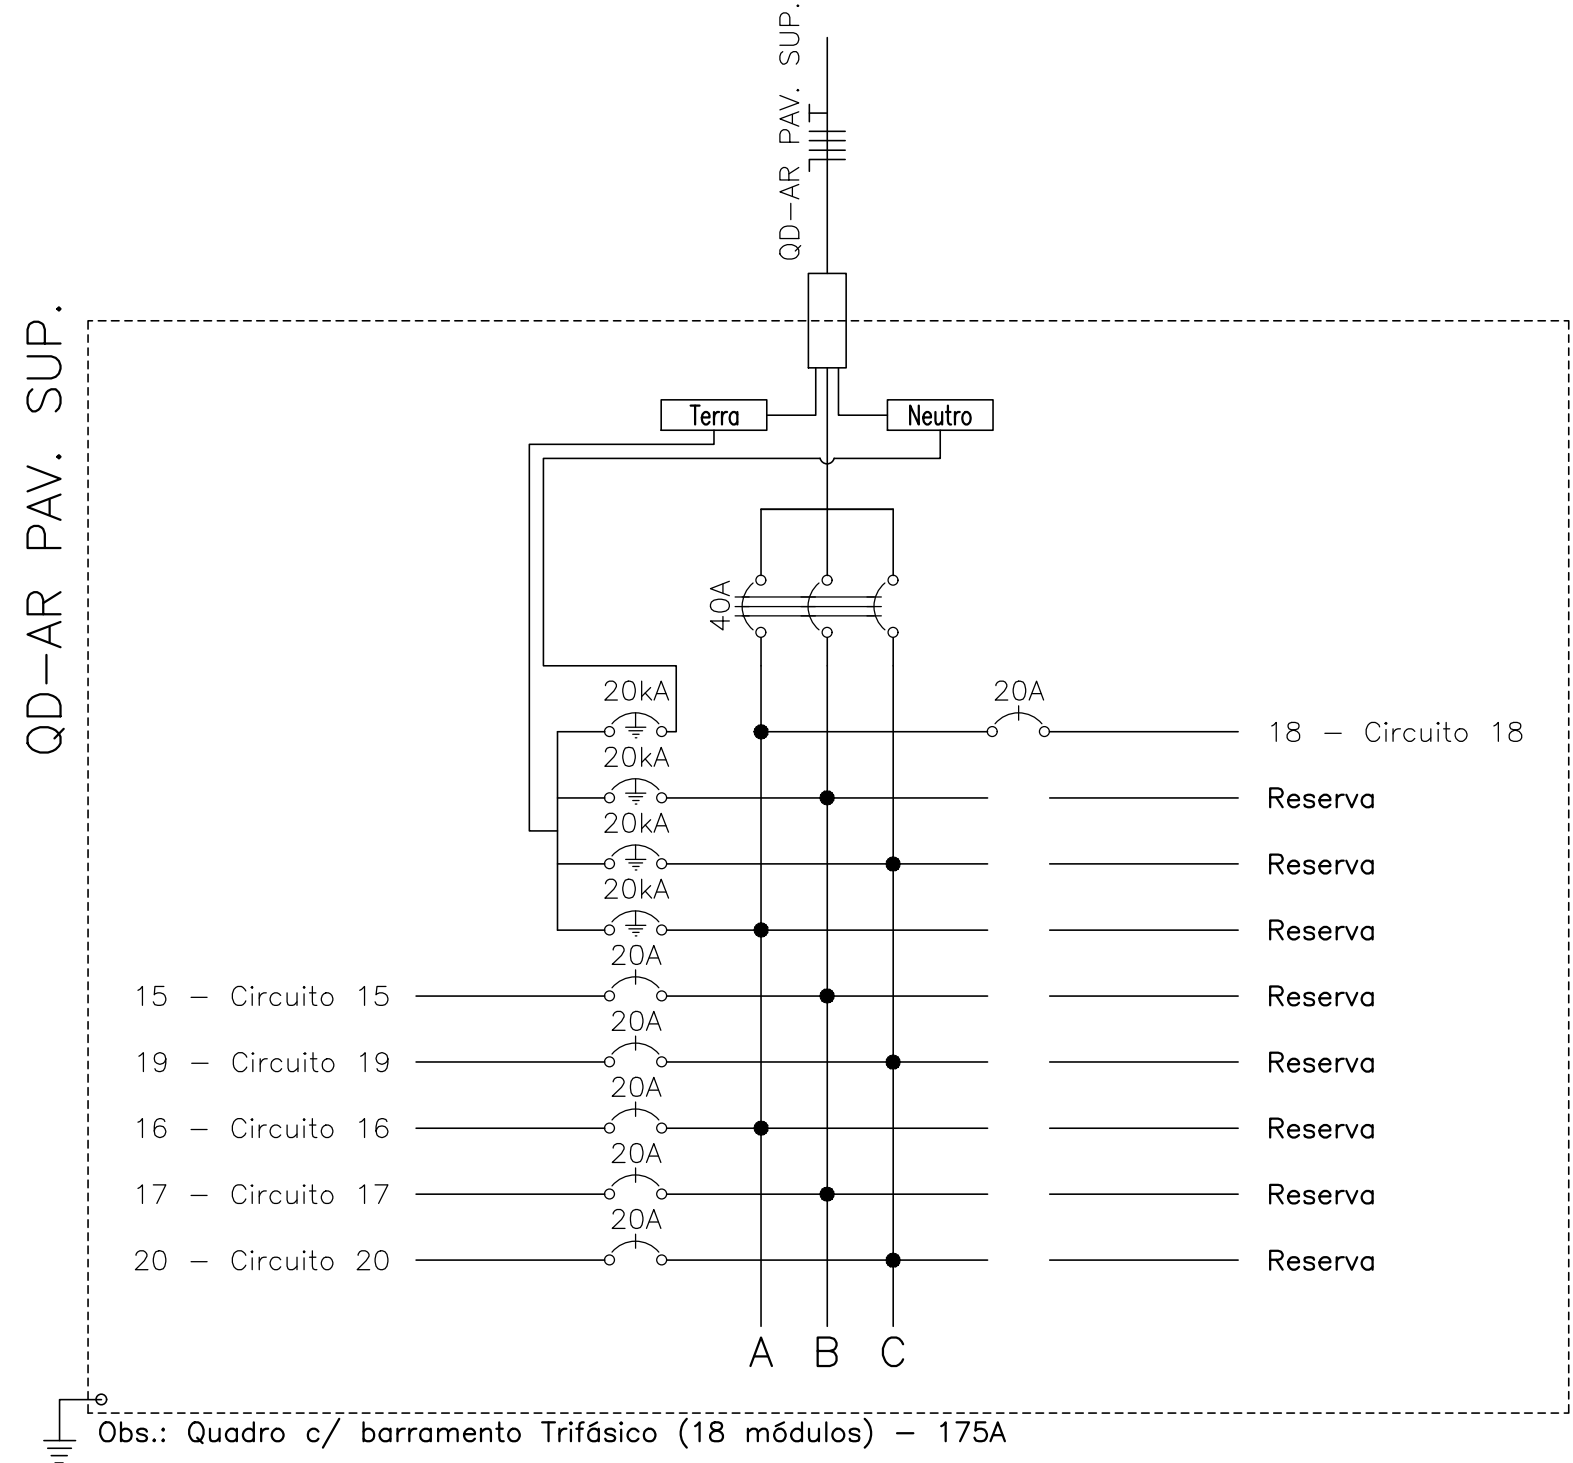 QD-AR PAV. SUP.
QD-AR PAV. SUP.
Terra
Neutro
40A
20kA
20A
18 - Circuito 18
20kA
Reserva
20kA
Reserva
20kA
Reserva
20A
15 - Circuito 15
Reserva
20A
19 - Circuito 19
Reserva
20A
16 - Circuito 16
Reserva
20A
17 - Circuito 17
Reserva
20A
20 - Circuito 20
Reserva
A B C
Obs.: Quadro c/ barramento Trifásico (18 módulos) - 175A